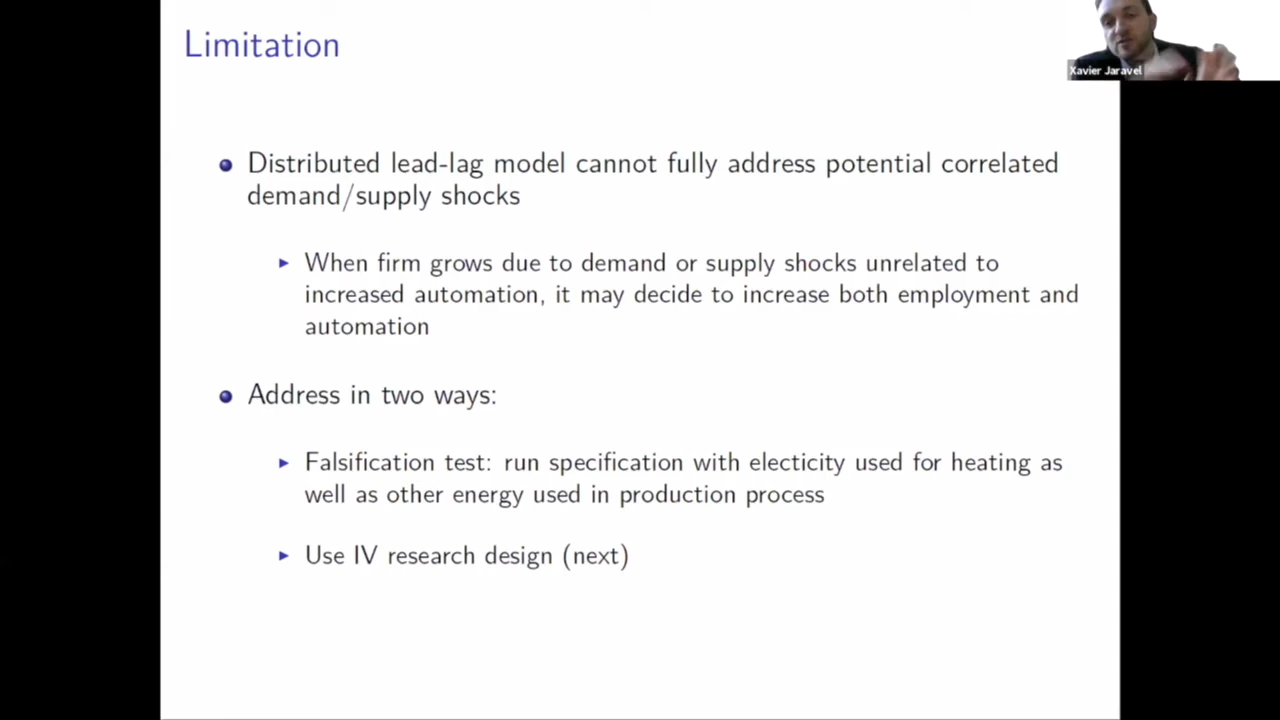 Limitation
Xavier Jaravel
Distributed lead-lag model cannot fully address potential correlated
demand/supply shocks
When firm grows due to demand or supply shocks unrelated to
increased automation, it may decide to increase both employment and
automation
Address in two ways:
Falsification test: run specification with electicity used for heating as
well as other energy used in production process
Use IV research design (next)